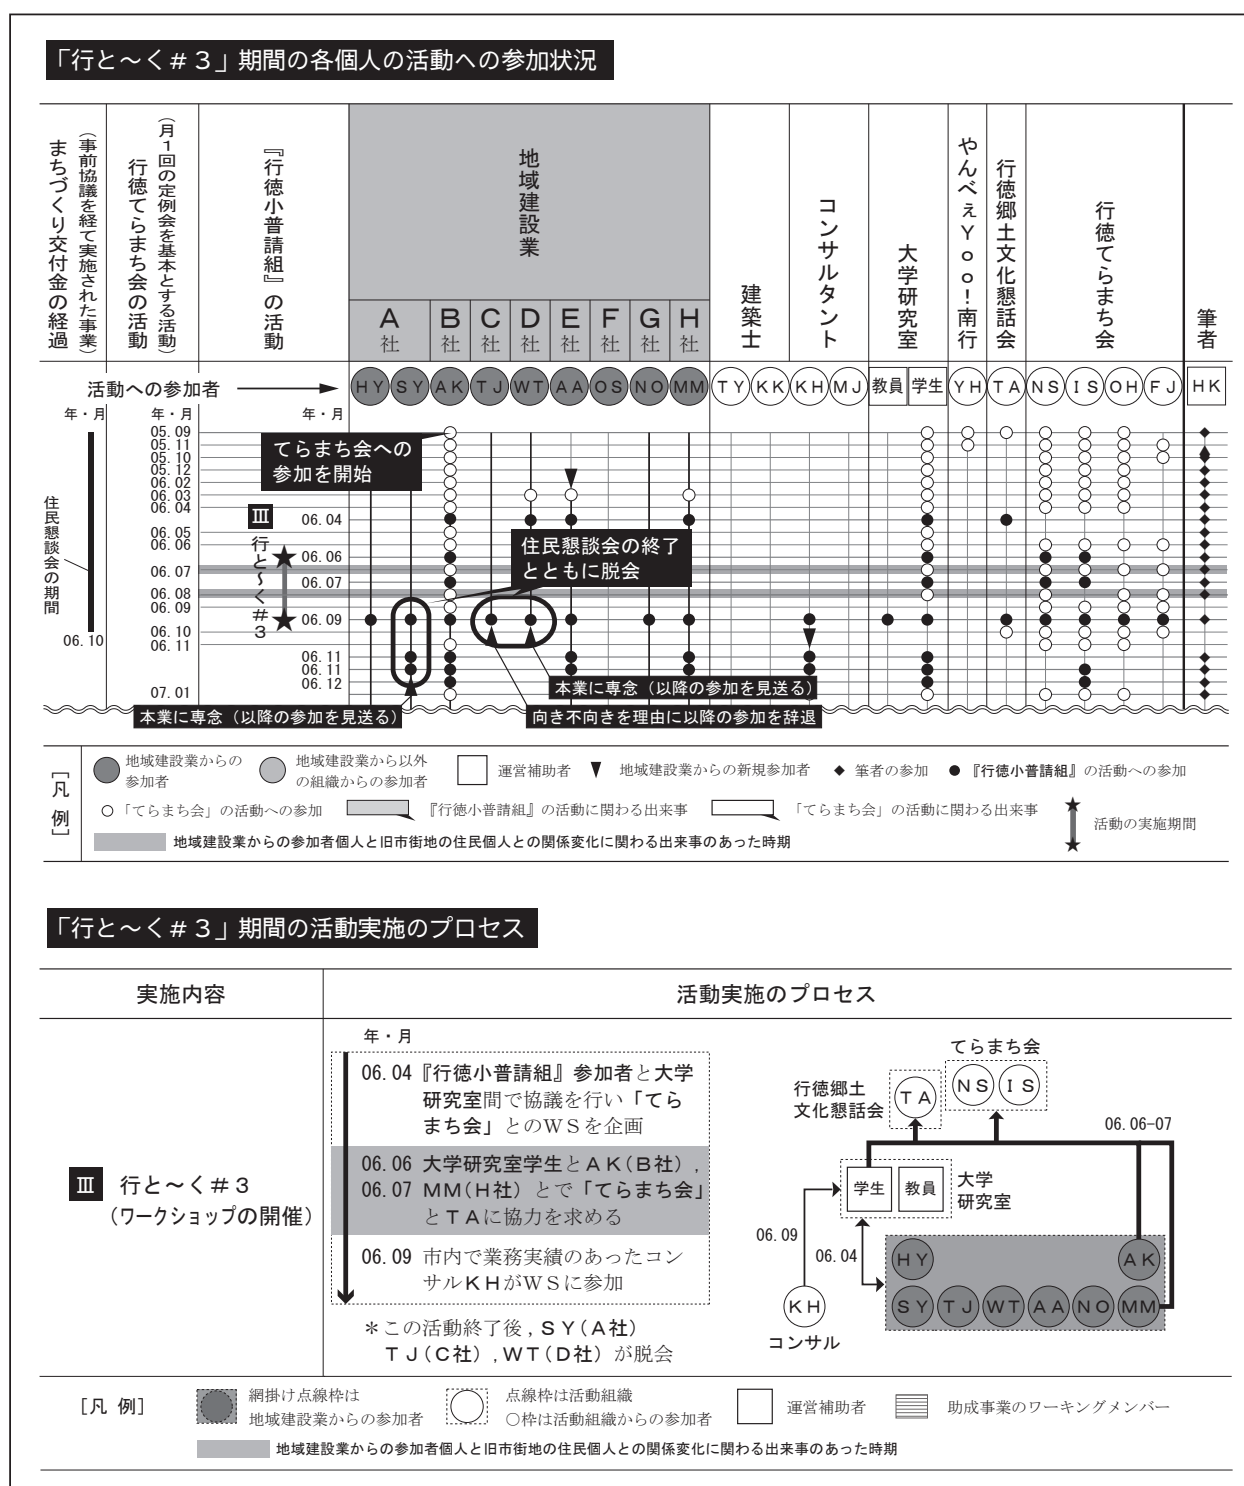 「行と～く＃３」期間の各個人の活動への参加状況
まちづくり交付金の経過
（事前協議を経て実施された事業）
行徳てらまち会の活動
（月１回の定例会を基本とする活動）
『行徳小普請組』の活動
地域建設業
A社 B社 C社 D社 E社 F社 G社 H社
建築士
コンサルタント
大学研究室
やんべぇYoo！南行
行徳郷土文化懇話会
行徳てらまち会
筆者
活動への参加者
HY SY AK TJ WT AA OS NO MM TY KK KH MJ 教員 学生 YH TA NS IS OH FJ HK
年・月 年・月 年・月
05.09
05.11
05.10
05.12
06.02
06.03
06.04
Ⅲ 06.04
06.05
06.06
06.06
06.07
06.07
06.08
06.09
06.09
06.10
06.10
06.11
06.11
06.11
06.12
07.01
住民懇談会の期間
行と～く＃３
てらまち会への
参加を開始
住民懇談会の終了
とともに脱会
本業に専念（以降の参加を見送る）
本業に専念（以降の参加を見送る）
向き不向きを理由に以降の参加を辞退
［凡 例］
地域建設業からの
参加者
地域建設業から以外
の組織からの参加者
運営補助者
地域建設業からの新規参加者
筆者の参加
『行徳小普請組』の活動への参加
「てらまち会」の活動への参加
『行徳小普請組』の活動に関わる出来事
「てらまち会」の活動に関わる出来事
活動の実施期間
地域建設業からの参加者個人と旧市街地の住民個人との関係変化に関わる出来事のあった時期
「行と～く＃３」期間の活動実施のプロセス
実施内容 活動実施のプロセス
Ⅲ 行と～く＃３
（ワークショップの開催）
年・月
06.04 『行徳小普請組』参加者と大学
研究室間で協議を行い「てら
まち会」とのＷＳを企画
06.06 大学研究室学生とＡＫ(Ｂ社)，
06.07 ＭＭ(Ｈ社)とで「てらまち会」
とＴＡに協力を求める
06.09 市内で業務実績のあったコン
サルＫＨがＷＳに参加
＊この活動終了後，ＳＹ(Ａ社)
ＴＪ(Ｃ社)，ＷＴ(Ｄ社)が脱会
てらまち会
NS IS
行徳郷土
文化懇話会
TA
06.06-07
学生 教員
大学
研究室
06.09
06.04
HY AK
SY TJ WT AA NO MM
KH
コンサル
［凡 例］
網掛け点線枠は
地域建設業からの参加者
点線枠は活動組織
○枠は活動組織からの参加者
運営補助者
助成事業のワーキングメンバー
地域建設業からの参加者個人と旧市街地の住民個人との関係変化に関わる出来事のあった時期